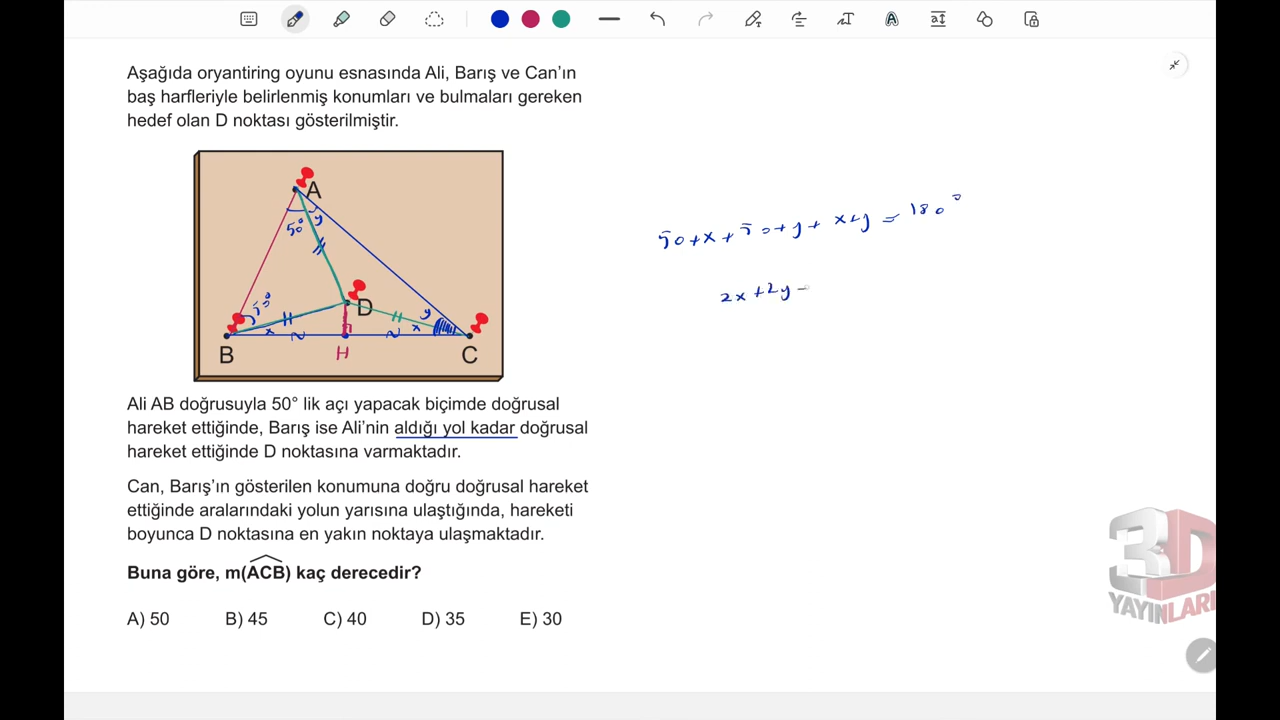 Aşağıda oryantiring oyunu esnasında Ali, Barış ve Can'ın
baş harfleriyle belirlenmiş konumları ve bulmaları gereken
hedef olan D noktası gösterilmiştir.
A
50°
y
50°
D
x
y
x
B
H
C
50+x+50+y+x+y=180°
2x+2y=
Ali AB doğrusuyla 50° lik açı yapacak biçimde doğrusal
hareket ettiğinde, Barış ise Ali'nin aldığı yol kadar doğrusal
hareket ettiğinde D noktasına varmaktadır.
Can, Barış'ın gösterilen konumuna doğru doğrusal hareket
ettiğinde aralarındaki yolun yarısına ulaştığında, hareketi
boyunca D noktasına en yakın noktaya ulaşmaktadır.
Buna göre, m(ACB) kaç derecedir?
A) 50 B) 45 C) 40 D) 35 E) 30
3D
YAYINLARI